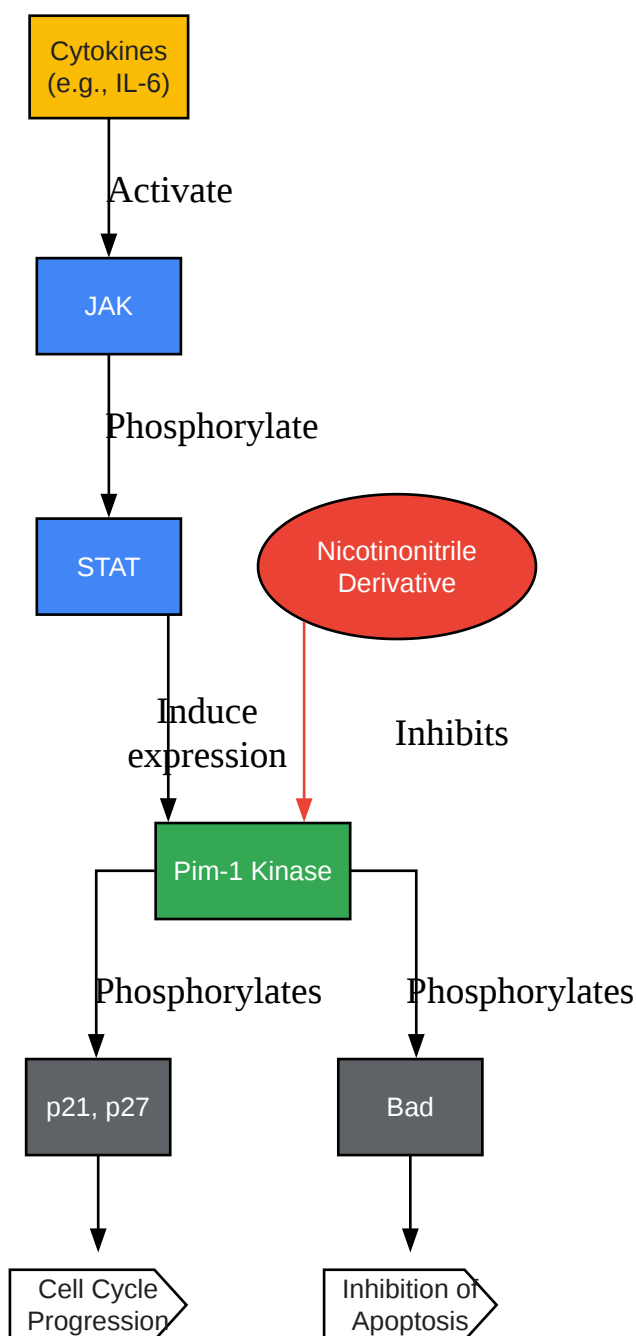 Cytokines
(e.g., IL-6)
Activate
JAK
Phosphorylate
STAT
Nicotinonitrile
Derivative
Induce
expression
Inhibits
Pim-1 Kinase
Phosphorylates
Phosphorylates
p21, p27
Bad
Cell Cycle
Progression
Inhibition of
Apoptosis